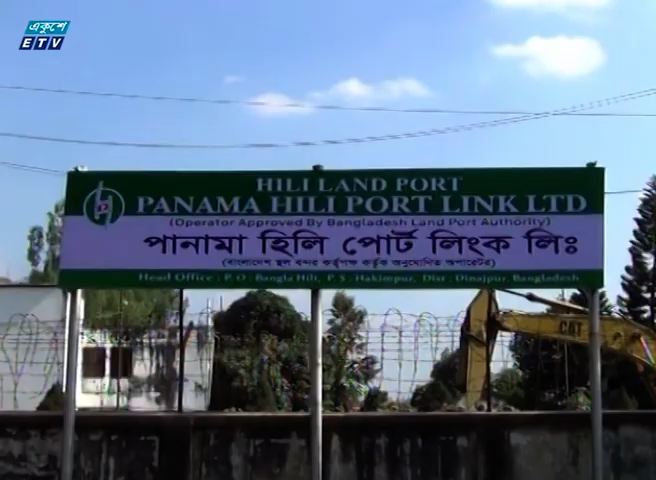 একুশে
ETV
HILI LAND PORT
PANAMA HILI PORT LINK LTD
(Operator Approved By Bangladesh Land Port Authority)
পানামা হিলি পোর্ট লিংক লিঃ
(বাংলাদেশ স্থল বন্দর কর্তৃপক্ষ কর্তৃক অনুমোদিত অপারেটর)
Head Office : P. O : Bangla Hili, P. S : Hakimpur, Dist : Dinajpur, Bangladesh
CAT